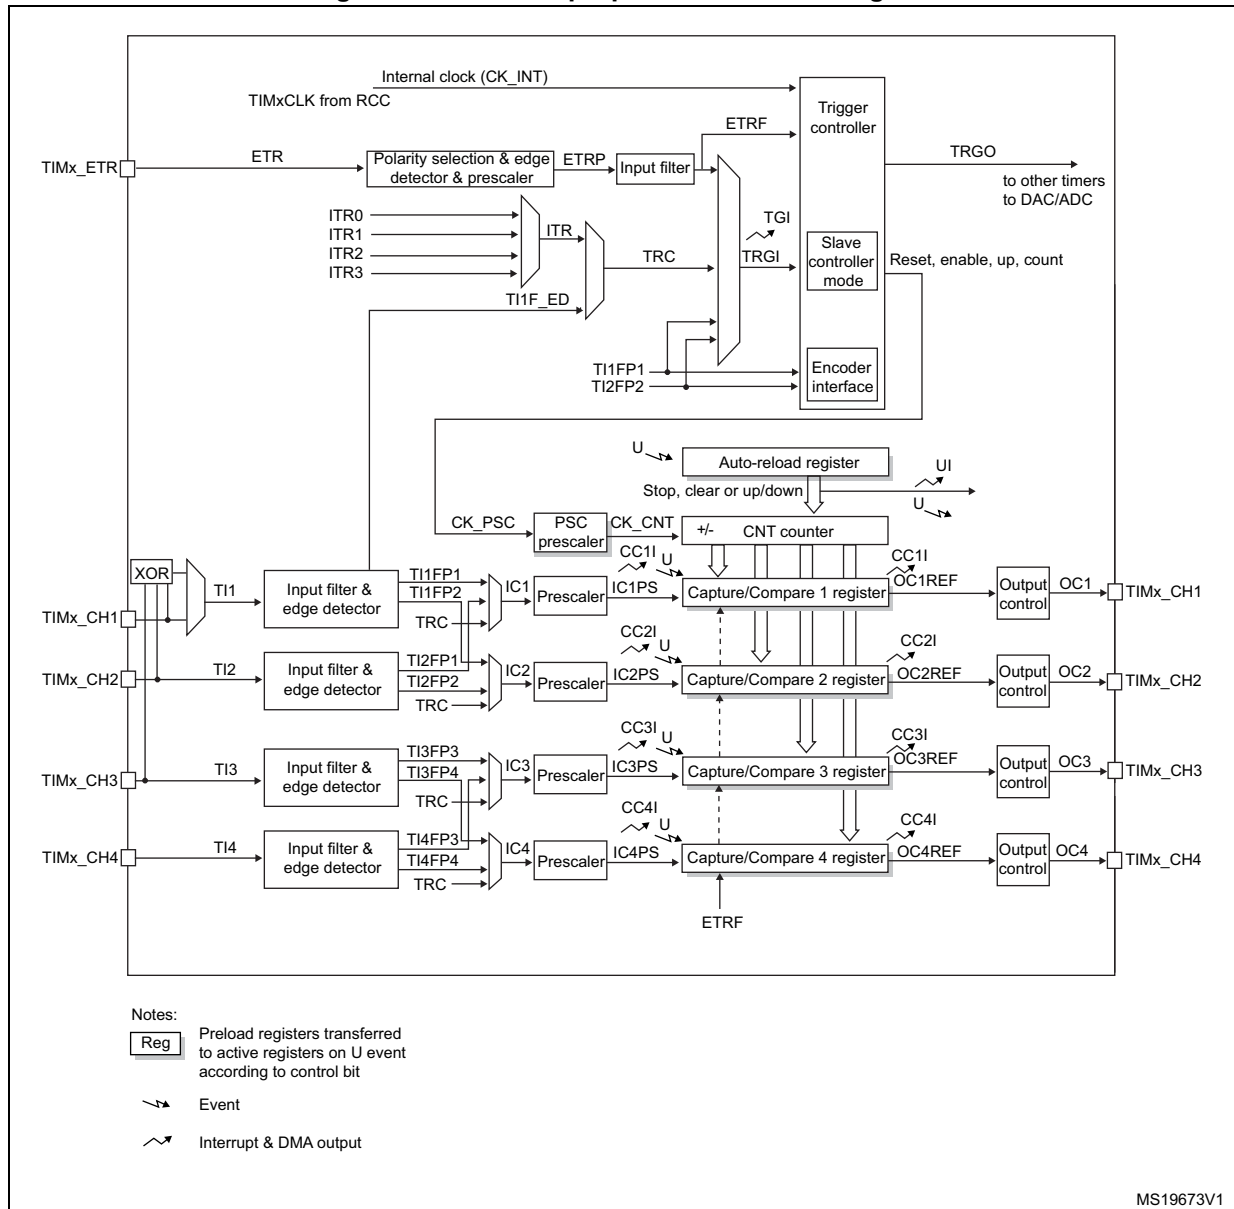 Internal clock (CK_INT)
TIMxCLK from RCC
Trigger
controller
ETRF
TIMx_ETR
ETR
Polarity selection & edge
detector & prescaler
ETRP
Input filter
TRGO
to other timers
to DAC/ADC
ITR0
ITR1
ITR2
ITR3
ITR
TRC
TGI
TRGI
Slave
controller
mode
Reset, enable, up, count
TI1F_ED
TI1FP1
TI2FP2
Encoder
interface
U
Auto-reload register
Stop, clear or up/down
UI
U
CK_PSC
PSC
prescaler
CK_CNT
+/-
CNT counter
XOR
TIMx_CH1
TI1
Input filter &
edge detector
TI1FP1
TI1FP2
TRC
IC1
Prescaler
IC1PS
CC1I
U
Capture/Compare 1 register
CC1I
OC1REF
Output
control
OC1
TIMx_CH1
TIMx_CH2
TI2
Input filter &
edge detector
TI2FP1
TI2FP2
TRC
IC2
Prescaler
IC2PS
CC2I
U
Capture/Compare 2 register
CC2I
OC2REF
Output
control
OC2
TIMx_CH2
TIMx_CH3
TI3
Input filter &
edge detector
TI3FP3
TI3FP4
TRC
IC3
Prescaler
IC3PS
CC3I
U
Capture/Compare 3 register
CC3I
OC3REF
Output
control
OC3
TIMx_CH3
TIMx_CH4
TI4
Input filter &
edge detector
TI4FP3
TI4FP4
TRC
IC4
Prescaler
IC4PS
CC4I
U
Capture/Compare 4 register
CC4I
OC4REF
Output
control
OC4
TIMx_CH4
ETRF
Notes:
Reg
Preload registers transferred
to active registers on U event
according to control bit
Event
Interrupt & DMA output
MS19673V1